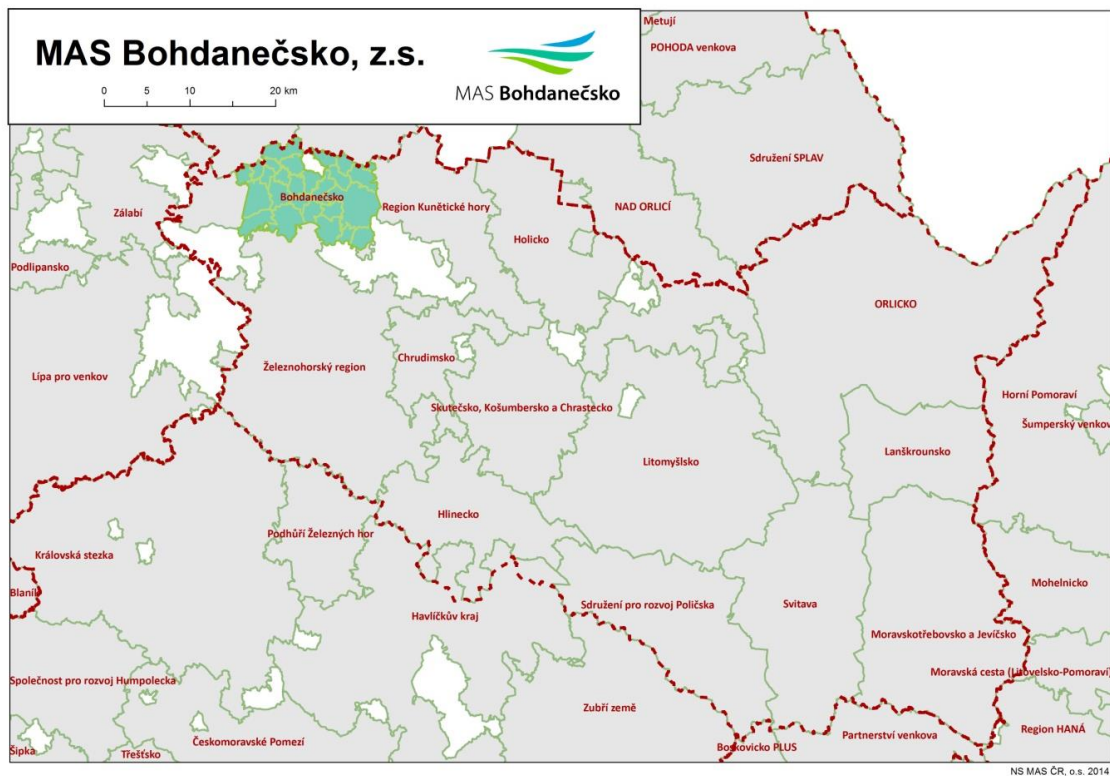 MAS Bohdanečsko, z.s.
0 5 10 20 km
MAS Bohdanečsko
Metují
POHODA venkova
Sdružení SPLAV
Bohdanečsko
Region Kunětické hory
NAD ORLICÍ
Zálabí
Holicko
Podlipansko
ORLICKO
Chrudimsko
Železnohorský region
Lípa pro venkov
Horní Pomoraví
Skutečsko, Košumbersko a Chrastecko
Šumperský venkov
Lanškrounsko
Litomyšlsko
Hlinecko
Podhůří Železných hor
Královská stezka
Mohelnicko
Blaník
Sdružení pro rozvoj Poličska
Svitava
Havlíčkův kraj
Moravskotřebovsko a Jevíčsko
Moravská cesta (Litovelsko-Pomoraví)
Společnost pro rozvoj Humpolecka
Zubří země
Region HANÁ
Partnerství venkova
Českomoravské Pomezí
Boskovicko PLUS
Šipka
Třešťsko
NS MAS ČR, o.s. 2014